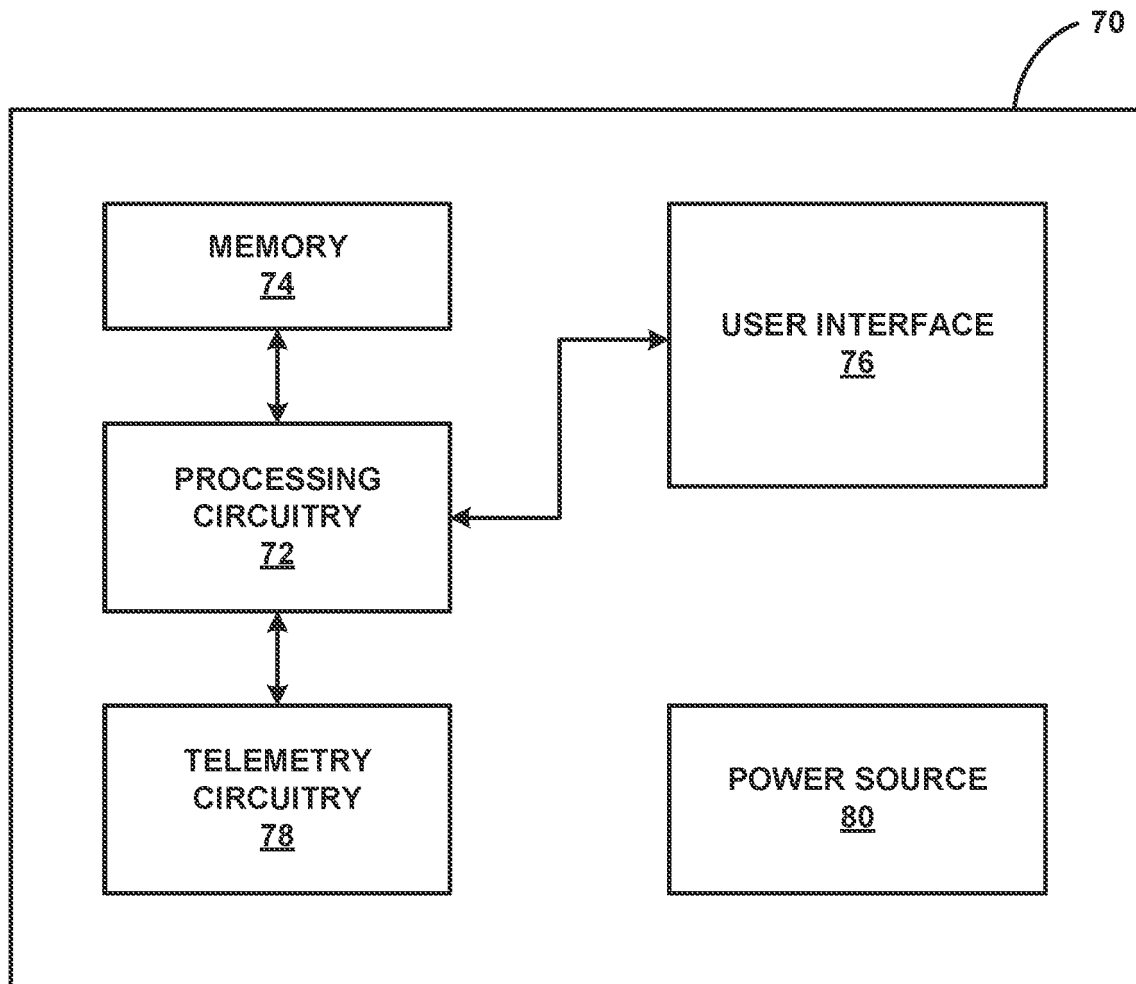 70
MEMORY
74
USER INTERFACE
76
PROCESSING
CIRCUITRY
72
TELEMETRY
CIRCUITRY
78
POWER SOURCE
80